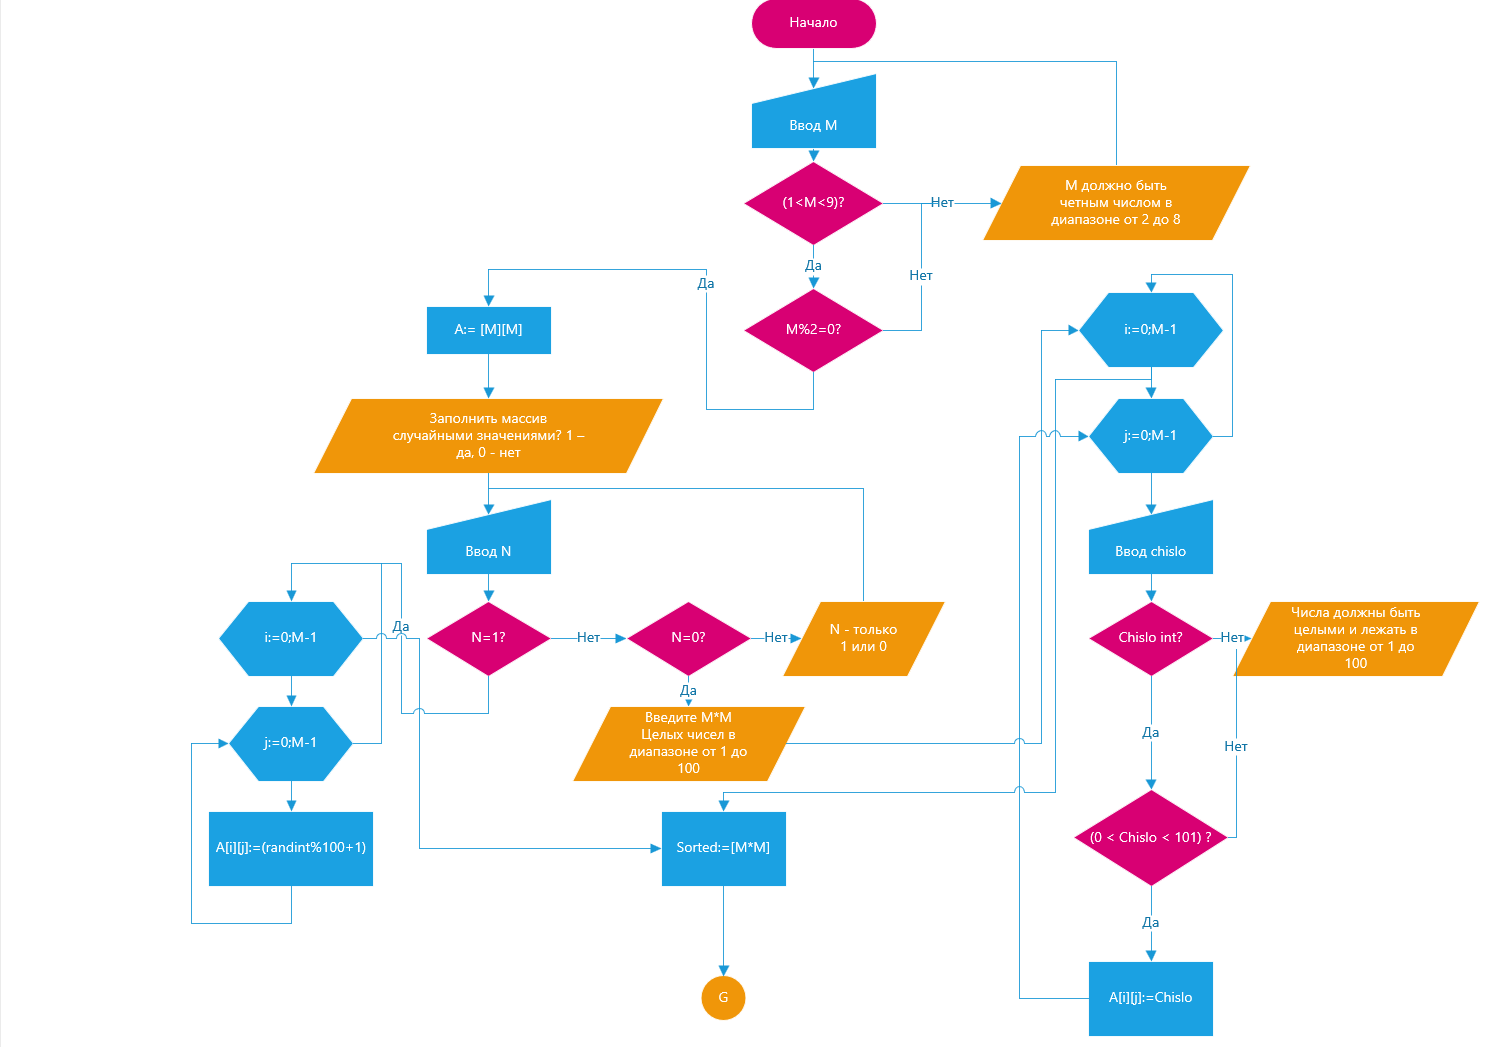 Начало
Ввод M
(1<M<9)?
Нет
M должно быть
четным числом в
диапазоне от 2 до 8
Да
Нет
Да
M%2=0?
A:= [M][M]
i:=0;M-1
Заполнить массив
случайными значениями? 1 –
да, 0 - нет
j:=0;M-1
Ввод N
Ввод chislo
Да
i:=0;M-1
N=1?
Нет
N=0?
Нет
N - только
1 или 0
Chislo int?
Нет
Числа должны быть
целыми и лежать в
диапазоне от 1 до
100
Да
Введите M*M
Целых чисел в
диапазоне от 1 до
100
j:=0;M-1
Да
Нет
A[i][j]:=(randint%100+1)
Sorted:=[M*M]
(0 < Chislo < 101) ?
Да
G
A[i][j]:=Chislo